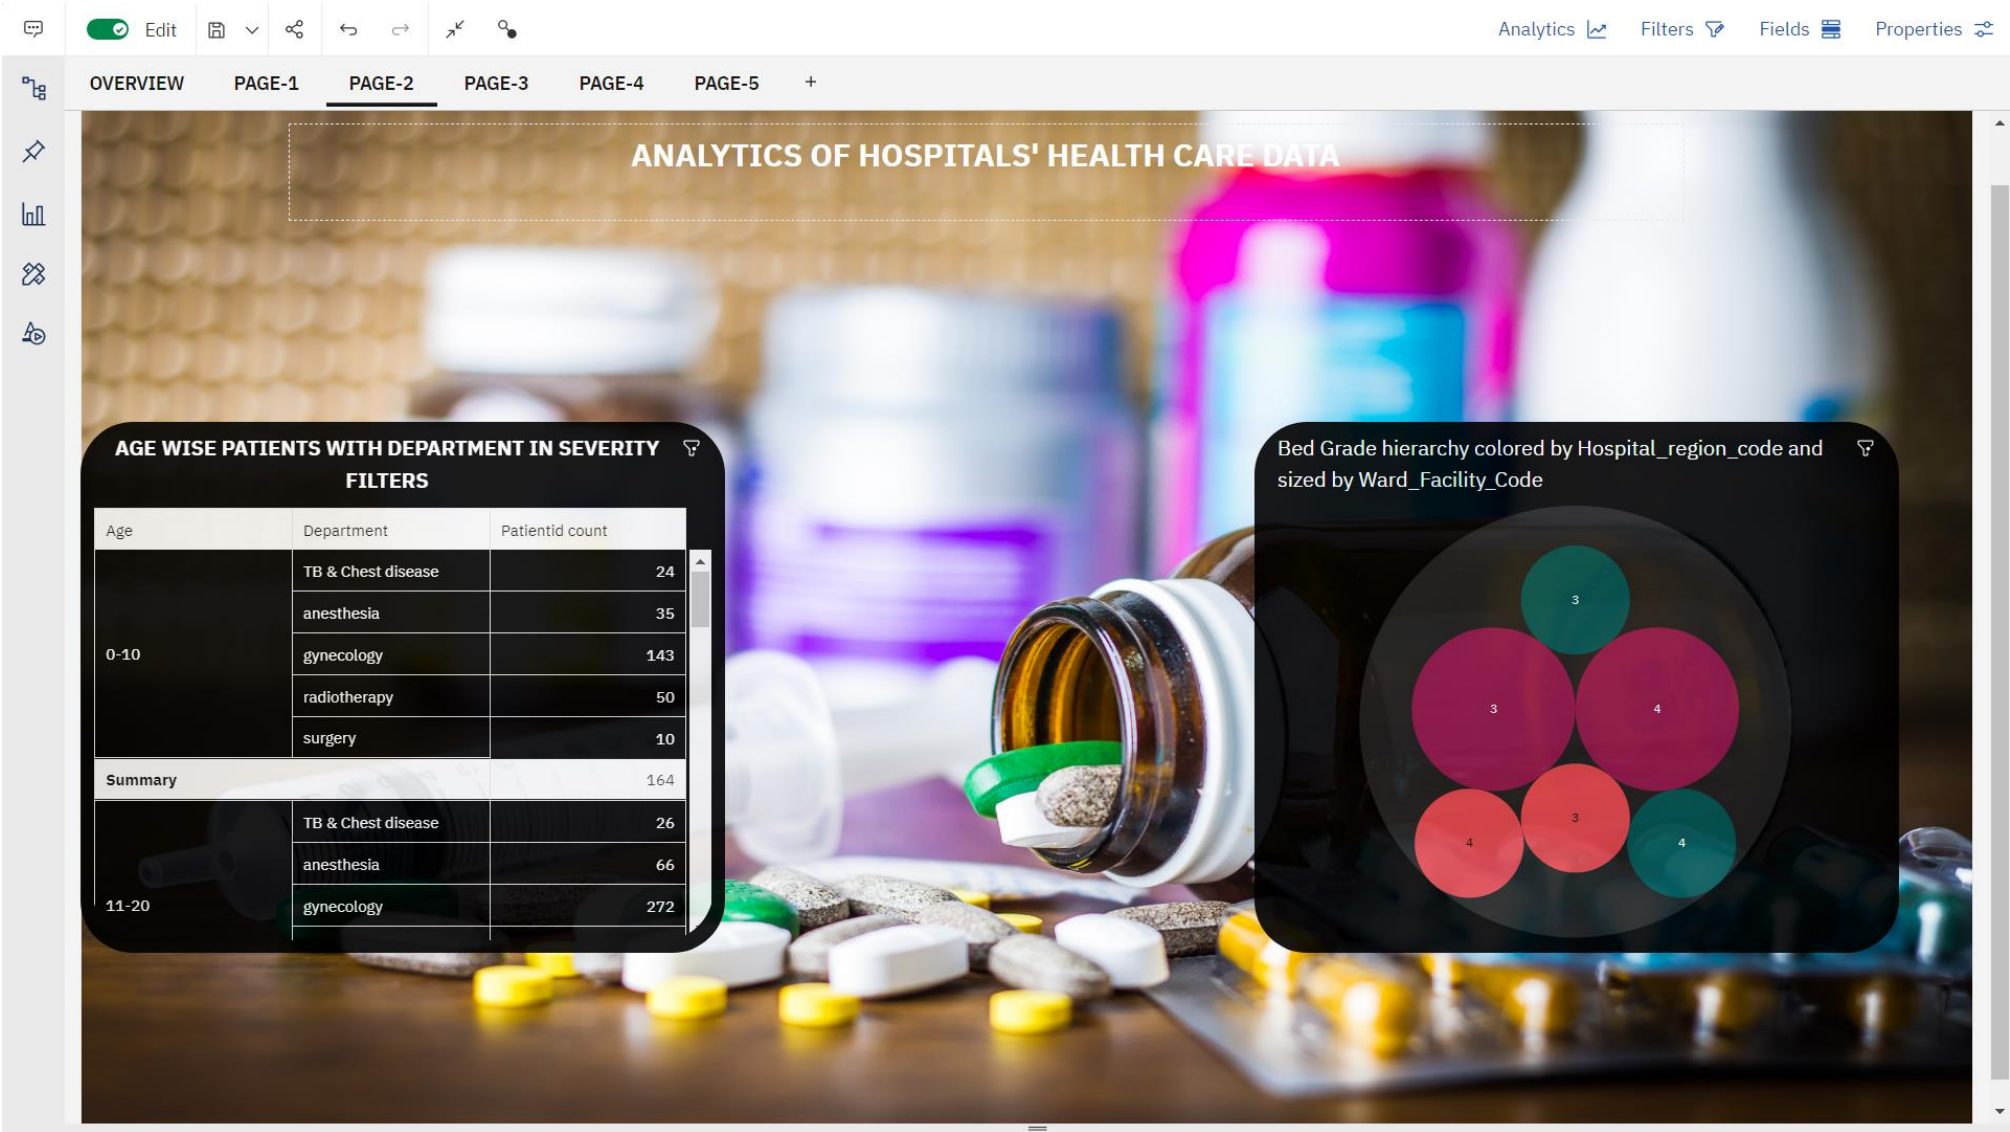 Edit
Analytics
Filters
Fields
Properties
OVERVIEW PAGE-1 PAGE-2 PAGE-3 PAGE-4 PAGE-5 +
ANALYTICS OF HOSPITALS' HEALTH CARE DATA
AGE WISE PATIENTS WITH DEPARTMENT IN SEVERITY
FILTERS
Age Department Patientid count
TB & Chest disease 24
anesthesia 35
0-10 gynecology 143
radiotherapy 50
surgery 10
Summary 164
TB & Chest disease 26
anesthesia 66
11-20 gynecology 272
Bed Grade hierarchy colored by Hospital_region_code and
sized by Ward_Facility_Code
3
3 4
3
4 4